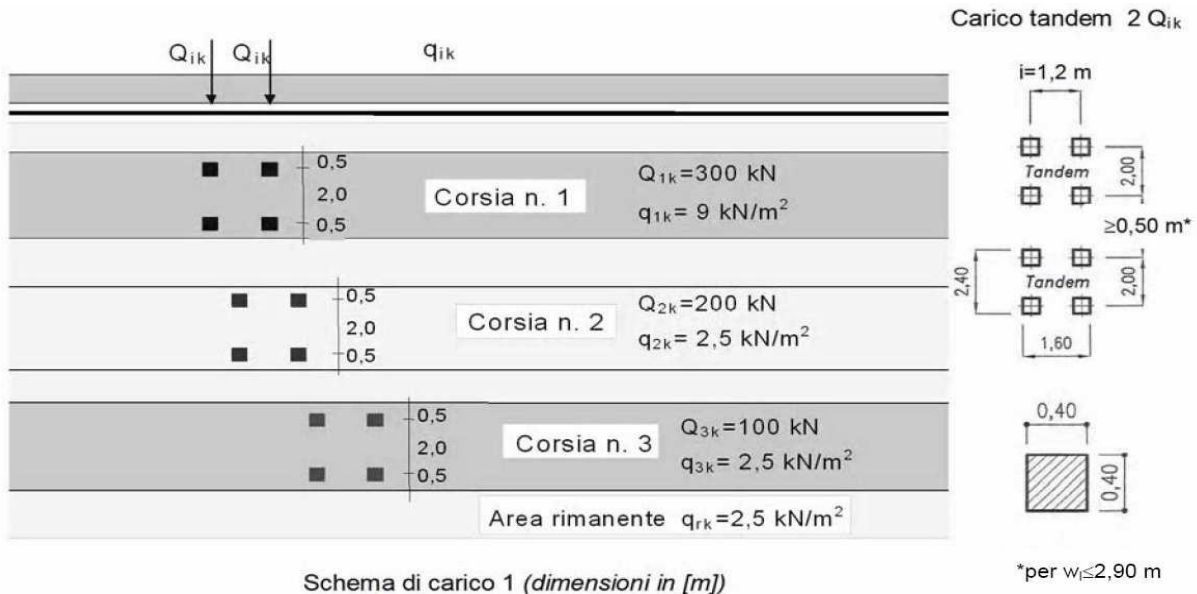 Carico tandem 2 Qik
Qik Qik qik
i=1,2 m
0,5
2,0
0,5
Corsia n. 1
Q1k=300 kN
q1k= 9 kN/m²
Tandem
2,00
≥0,50 m*
0,5
2,0
0,5
Corsia n. 2
Q2k=200 kN
q2k= 2,5 kN/m²
2,40
Tandem
2,00
1,60
0,5
2,0
0,5
Corsia n. 3
Q3k=100 kN
q3k= 2,5 kN/m²
0,40
0,40
Area rimanente qrk=2,5 kN/m²
Schema di carico 1 (dimensioni in [m])
*per wl≤2,90 m